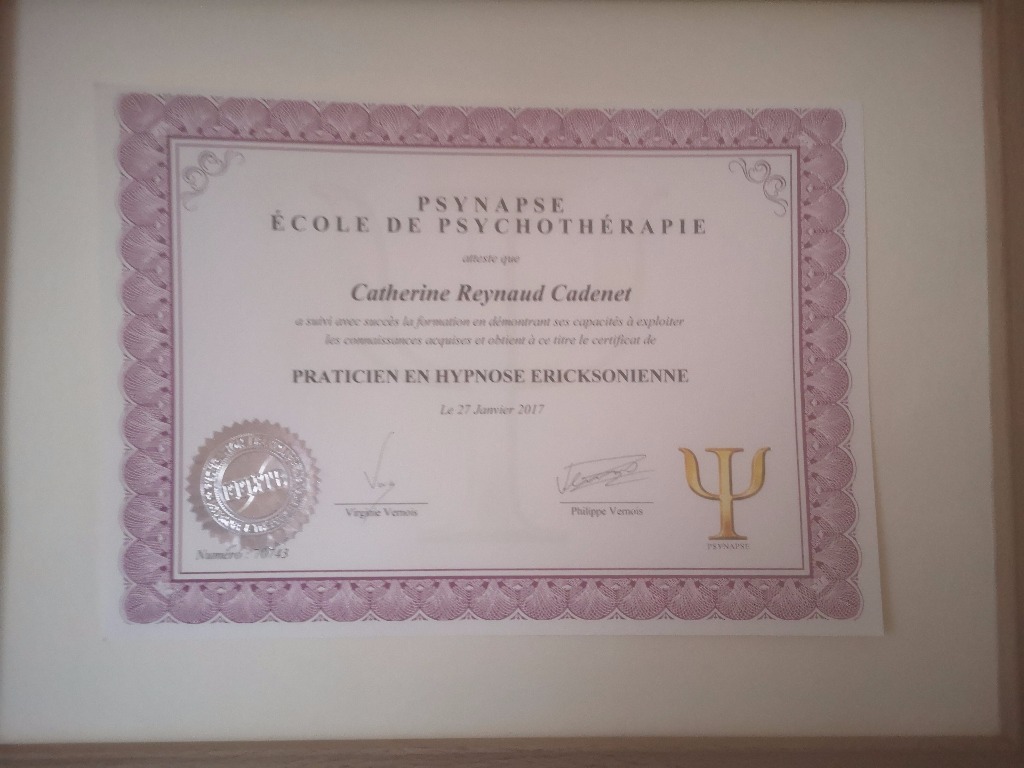 PSYNAPSE
ÉCOLE DE PSYCHOTHÉRAPIE
atteste que
Catherine Reynaud Cadenet
a suivi avec succès la formation en démontrant ses capacités à exploiter
les connaissances acquises et obtient à ce titre le certificat de
PRATICIEN EN HYPNOSE ERICKSONIENNE
Le 27 Janvier 2017
Virginie Vernois
Philippe Vernois
PSYNAPSE
Numéro :